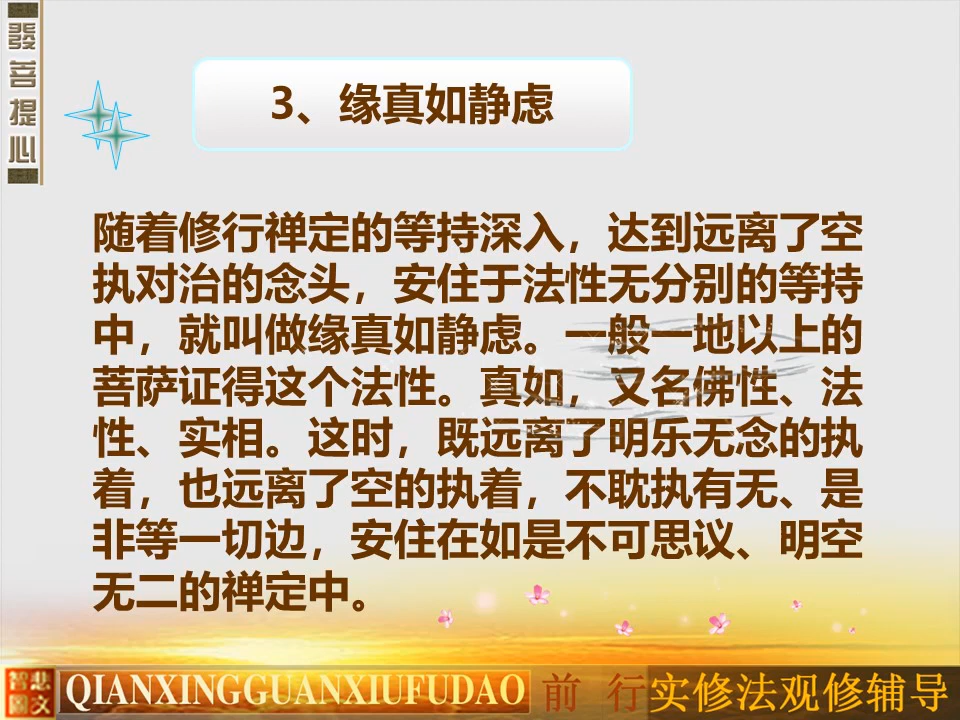 發菩提心
3、缘真如静虑
随着修行禅定的等持深入，达到远离了空
执对治的念头，安住于法性无分别的等持
中，就叫做缘真如静虑。一般一地以上的
菩萨证得这个法性。真如，又名佛性、法
性、实相。这时，既远离了明乐无念的执
着，也远离了空的执着，不耽执有无、是
非等一切边，安住在如是不可思议、明空
无二的禅定中。
QIANXINGGUANXIUFUDAO 前 行 实修法观修辅导